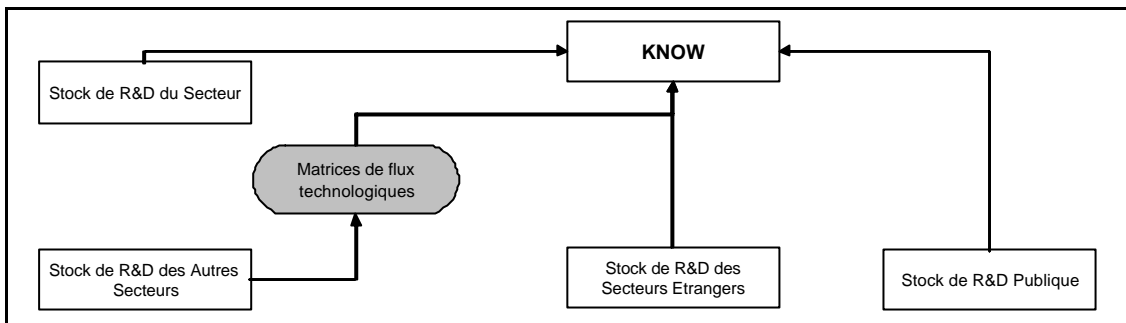 KNOW
Stock de R&D du Secteur
Matrices de flux
technologiques
Stock de R&D des Autres
Secteurs
Stock de R&D des
Secteurs Etrangers
Stock de R&D Publique